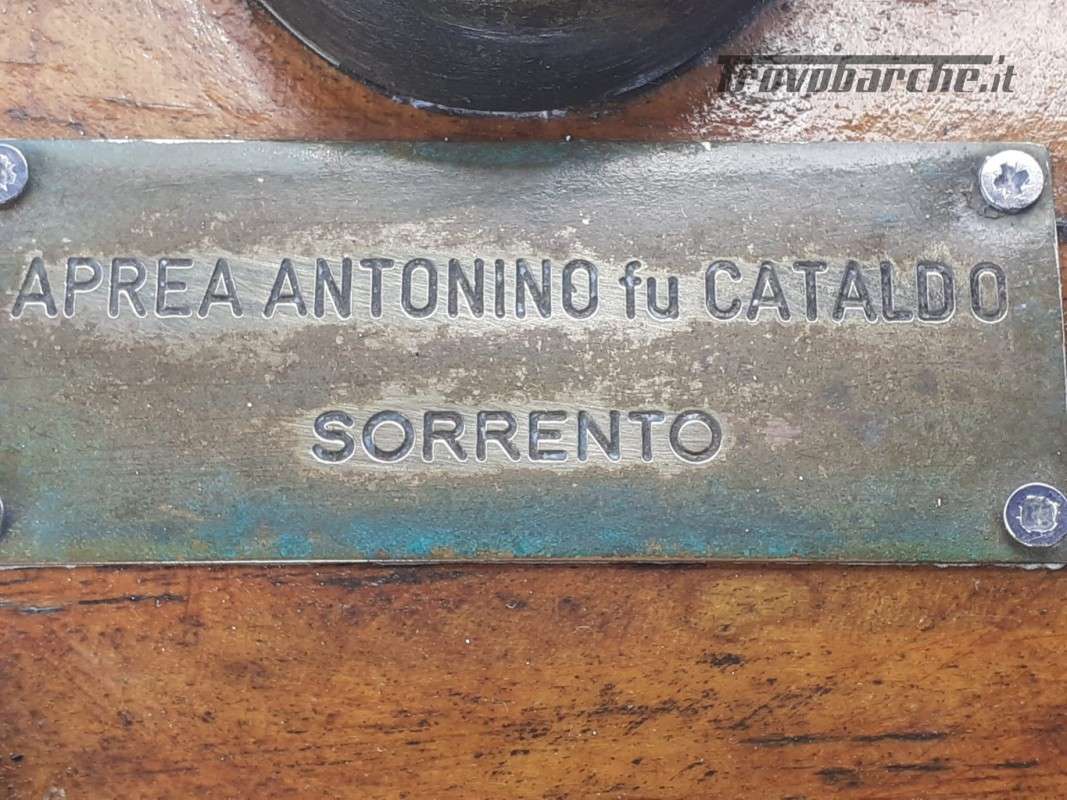 Trovobarche.it
APREA ANTONINO fu CATALDO
SORRENTO